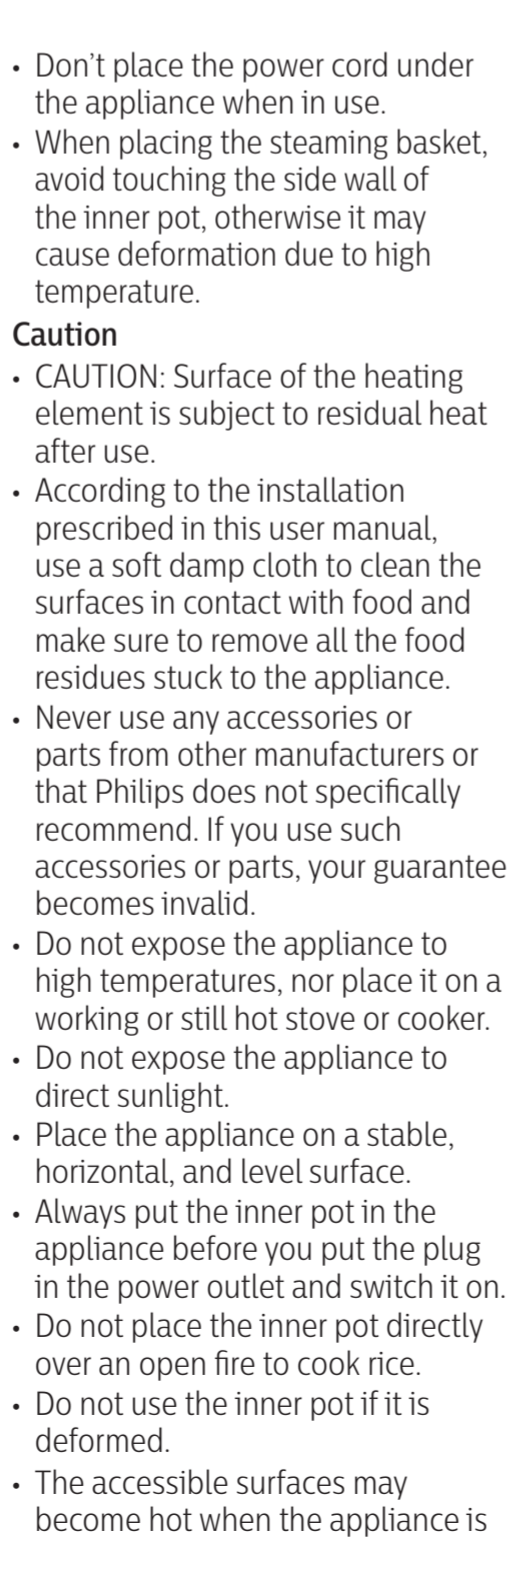 • Don’t place the power cord under
the appliance when in use.
• When placing the steaming basket,
avoid touching the side wall of
the inner pot, otherwise it may
cause deformation due to high
temperature.
Caution
• CAUTION: Surface of the heating
element is subject to residual heat
after use.
• According to the installation
prescribed in this user manual,
use a soft damp cloth to clean the
surfaces in contact with food and
make sure to remove all the food
residues stuck to the appliance.
• Never use any accessories or
parts from other manufacturers or
that Philips does not specifically
recommend. If you use such
accessories or parts, your guarantee
becomes invalid.
• Do not expose the appliance to
high temperatures, nor place it on a
working or still hot stove or cooker.
• Do not expose the appliance to
direct sunlight.
• Place the appliance on a stable,
horizontal, and level surface.
• Always put the inner pot in the
appliance before you put the plug
in the power outlet and switch it on.
• Do not place the inner pot directly
over an open fire to cook rice.
• Do not use the inner pot if it is
deformed.
• The accessible surfaces may
become hot when the appliance is